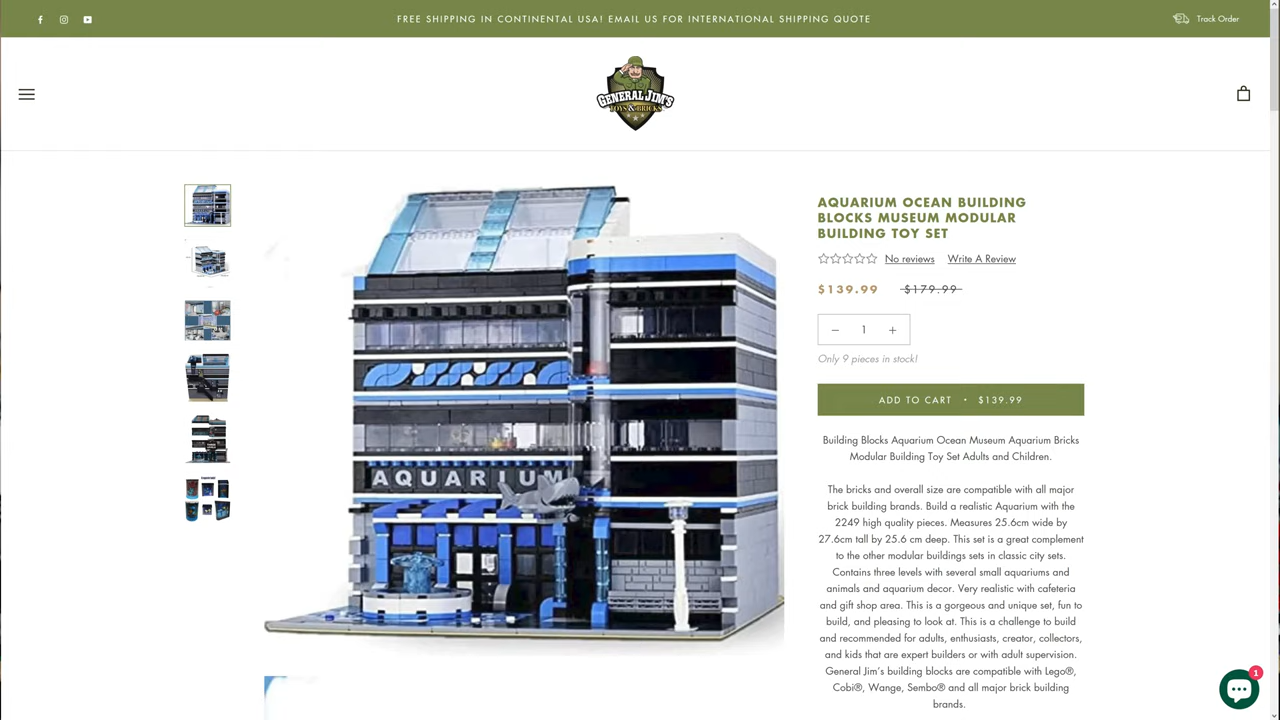 FREE SHIPPING IN CONTINENTAL USA! EMAIL US FOR INTERNATIONAL SHIPPING QUOTE
Track Order
GENERAL JIM'S
TOYS & BRICKS
AQUARIUM OCEAN BUILDING
BLOCKS MUSEUM MODULAR
BUILDING TOY SET
No reviews Write A Review
$139.99 $179.99
1
Only 9 pieces in stock!
ADD TO CART • $139.99
Building Blocks Aquarium Ocean Museum Aquarium Bricks
Modular Building Toy Set Adults and Children.
The bricks and overall size are compatible with all major
brick building brands. Build a realistic Aquarium with the
2249 high quality pieces. Measures 25.6cm wide by
27.6cm tall by 25.6 cm deep. This set is a great complement
to the other modular buildings sets in classic city sets.
Contains three levels with several small aquariums and
animals and aquarium decor. Very realistic with cafeteria
and gift shop area. This is a gorgeous and unique set, fun to
build, and pleasing to look at. This is a challenge to build
and recommended for adults, enthusiasts, creator, collectors,
and kids that are expert builders or with adult supervision.
General Jim's building blocks are compatible with Lego®,
Cobi®, Wange, Sembo® and all major brick building
brands.
AQUARIUM
1